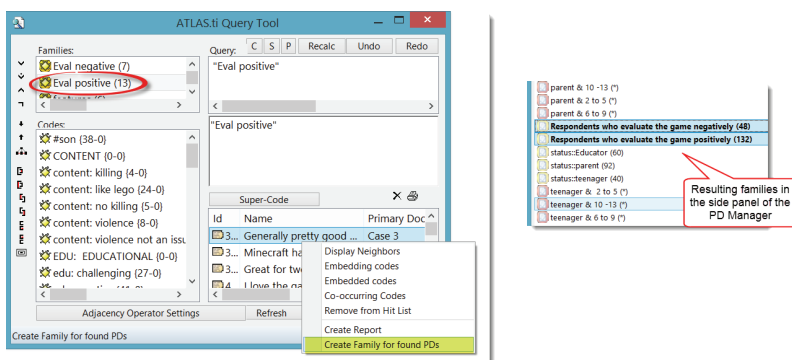 ATLAS.ti Query Tool
Families:
Eval negative (7)
Eval positive (13)
Query:
C S P Recalc Undo Redo
"Eval positive"
Codes:
#son {38-0}
CONTENT {0-0}
content: killing {4-0}
content: like lego {24-0}
content: no killing {5-0}
content: violence {8-0}
content: violence not an issu
EDU: EDUCATIONAL {0-0}
edu: challenging {27-0}
"Eval positive"
Super-Code
Id Name Primary Doc
3... Generally pretty good ... Case 3
3... Minecraft ha
3... Great for tw
4... I love the ga
Display Neighbors
Embedding codes
Embedded codes
Co-occurring Codes
Remove from Hit List
Create Report
Create Family for found PDs
Adjacency Operator Settings
Refresh
Create Family for found PDs
parent & 10 -13 (*)
parent & 2 to 5 (*)
parent & 6 to 9 (*)
Respondents who evaluate the game negatively (48)
Respondents who evaluate the game positively (132)
status::Educator (60)
status::parent (92)
status::teenager (40)
teenager & 2 to 5 (*)
teenager & 10 -13 (*)
teenager & 6 to 9 (*)
Resulting families in
the side panel of the
PD Manager